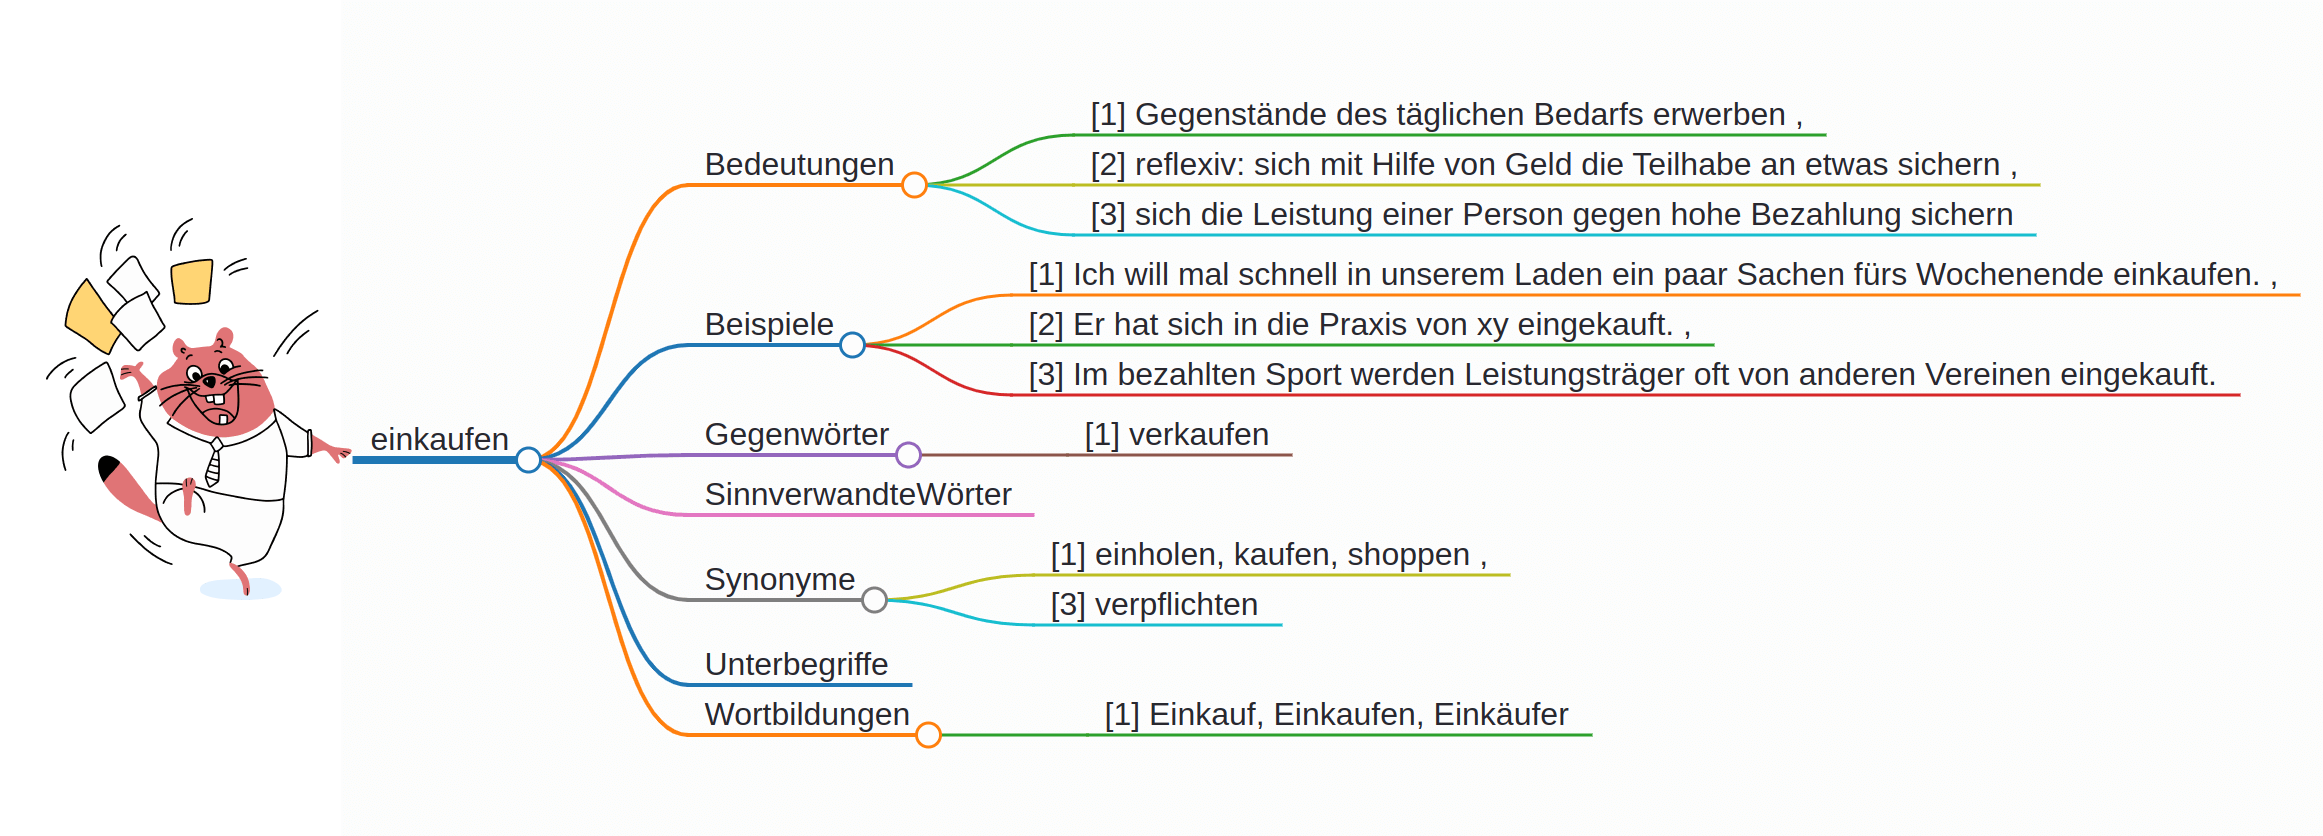 einkaufen
Bedeutungen
[1] Gegenstände des täglichen Bedarfs erwerben ,
[2] reflexiv: sich mit Hilfe von Geld die Teilhabe an etwas sichern ,
[3] sich die Leistung einer Person gegen hohe Bezahlung sichern
Beispiele
[1] Ich will mal schnell in unserem Laden ein paar Sachen fürs Wochenende einkaufen. ,
[2] Er hat sich in die Praxis von xy eingekauft. ,
[3] Im bezahlten Sport werden Leistungsträger oft von anderen Vereinen eingekauft.
Gegenwörter
[1] verkaufen
SinnverwandteWörter
Synonyme
[1] einholen, kaufen, shoppen ,
[3] verpflichten
Unterbegriffe
Wortbildungen
[1] Einkauf, Einkaufen, Einkäufer